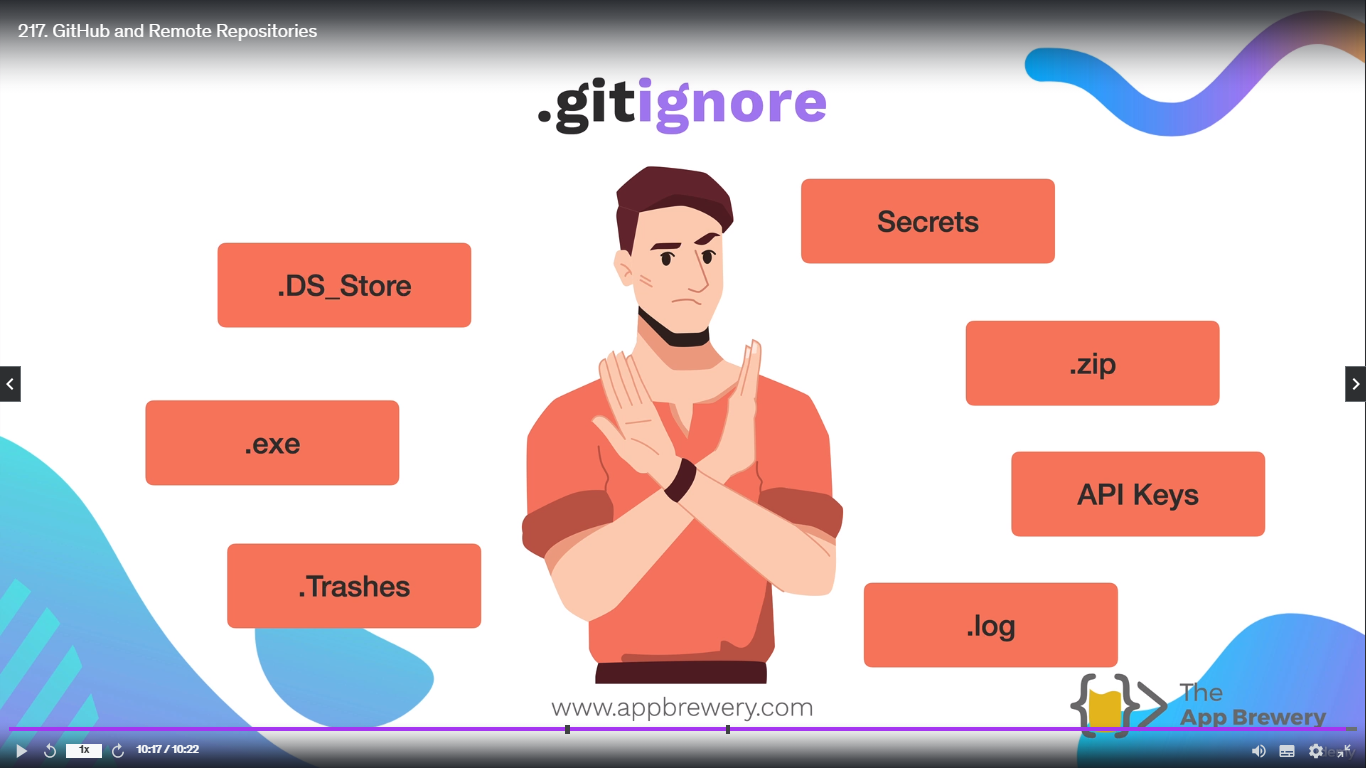 217. GitHub and Remote Repositories
.gitignore
Secrets
.DS_Store
.zip
.exe
API Keys
.Trashes
.log
The
App Brewery
www.appbrewery.com
1x
10:17 / 10:22